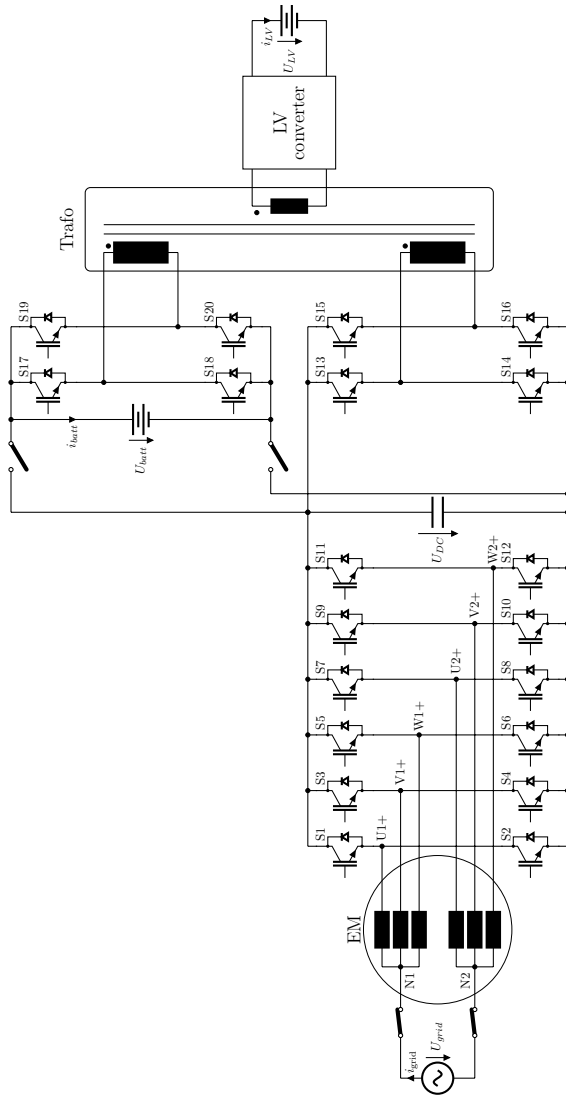 i_grid
U_grid
N1
N2
EM
U1+
V1+
W1+
U2+
V2+
W2+
S1
S3
S5
S7
S9
S11
S2
S4
S6
S8
S10
S12
U_DC
U_batt
i_batt
S17
S19
S18
S20
S13
S15
S14
S16
Trafo
LV
converter
i_LV
U_LV